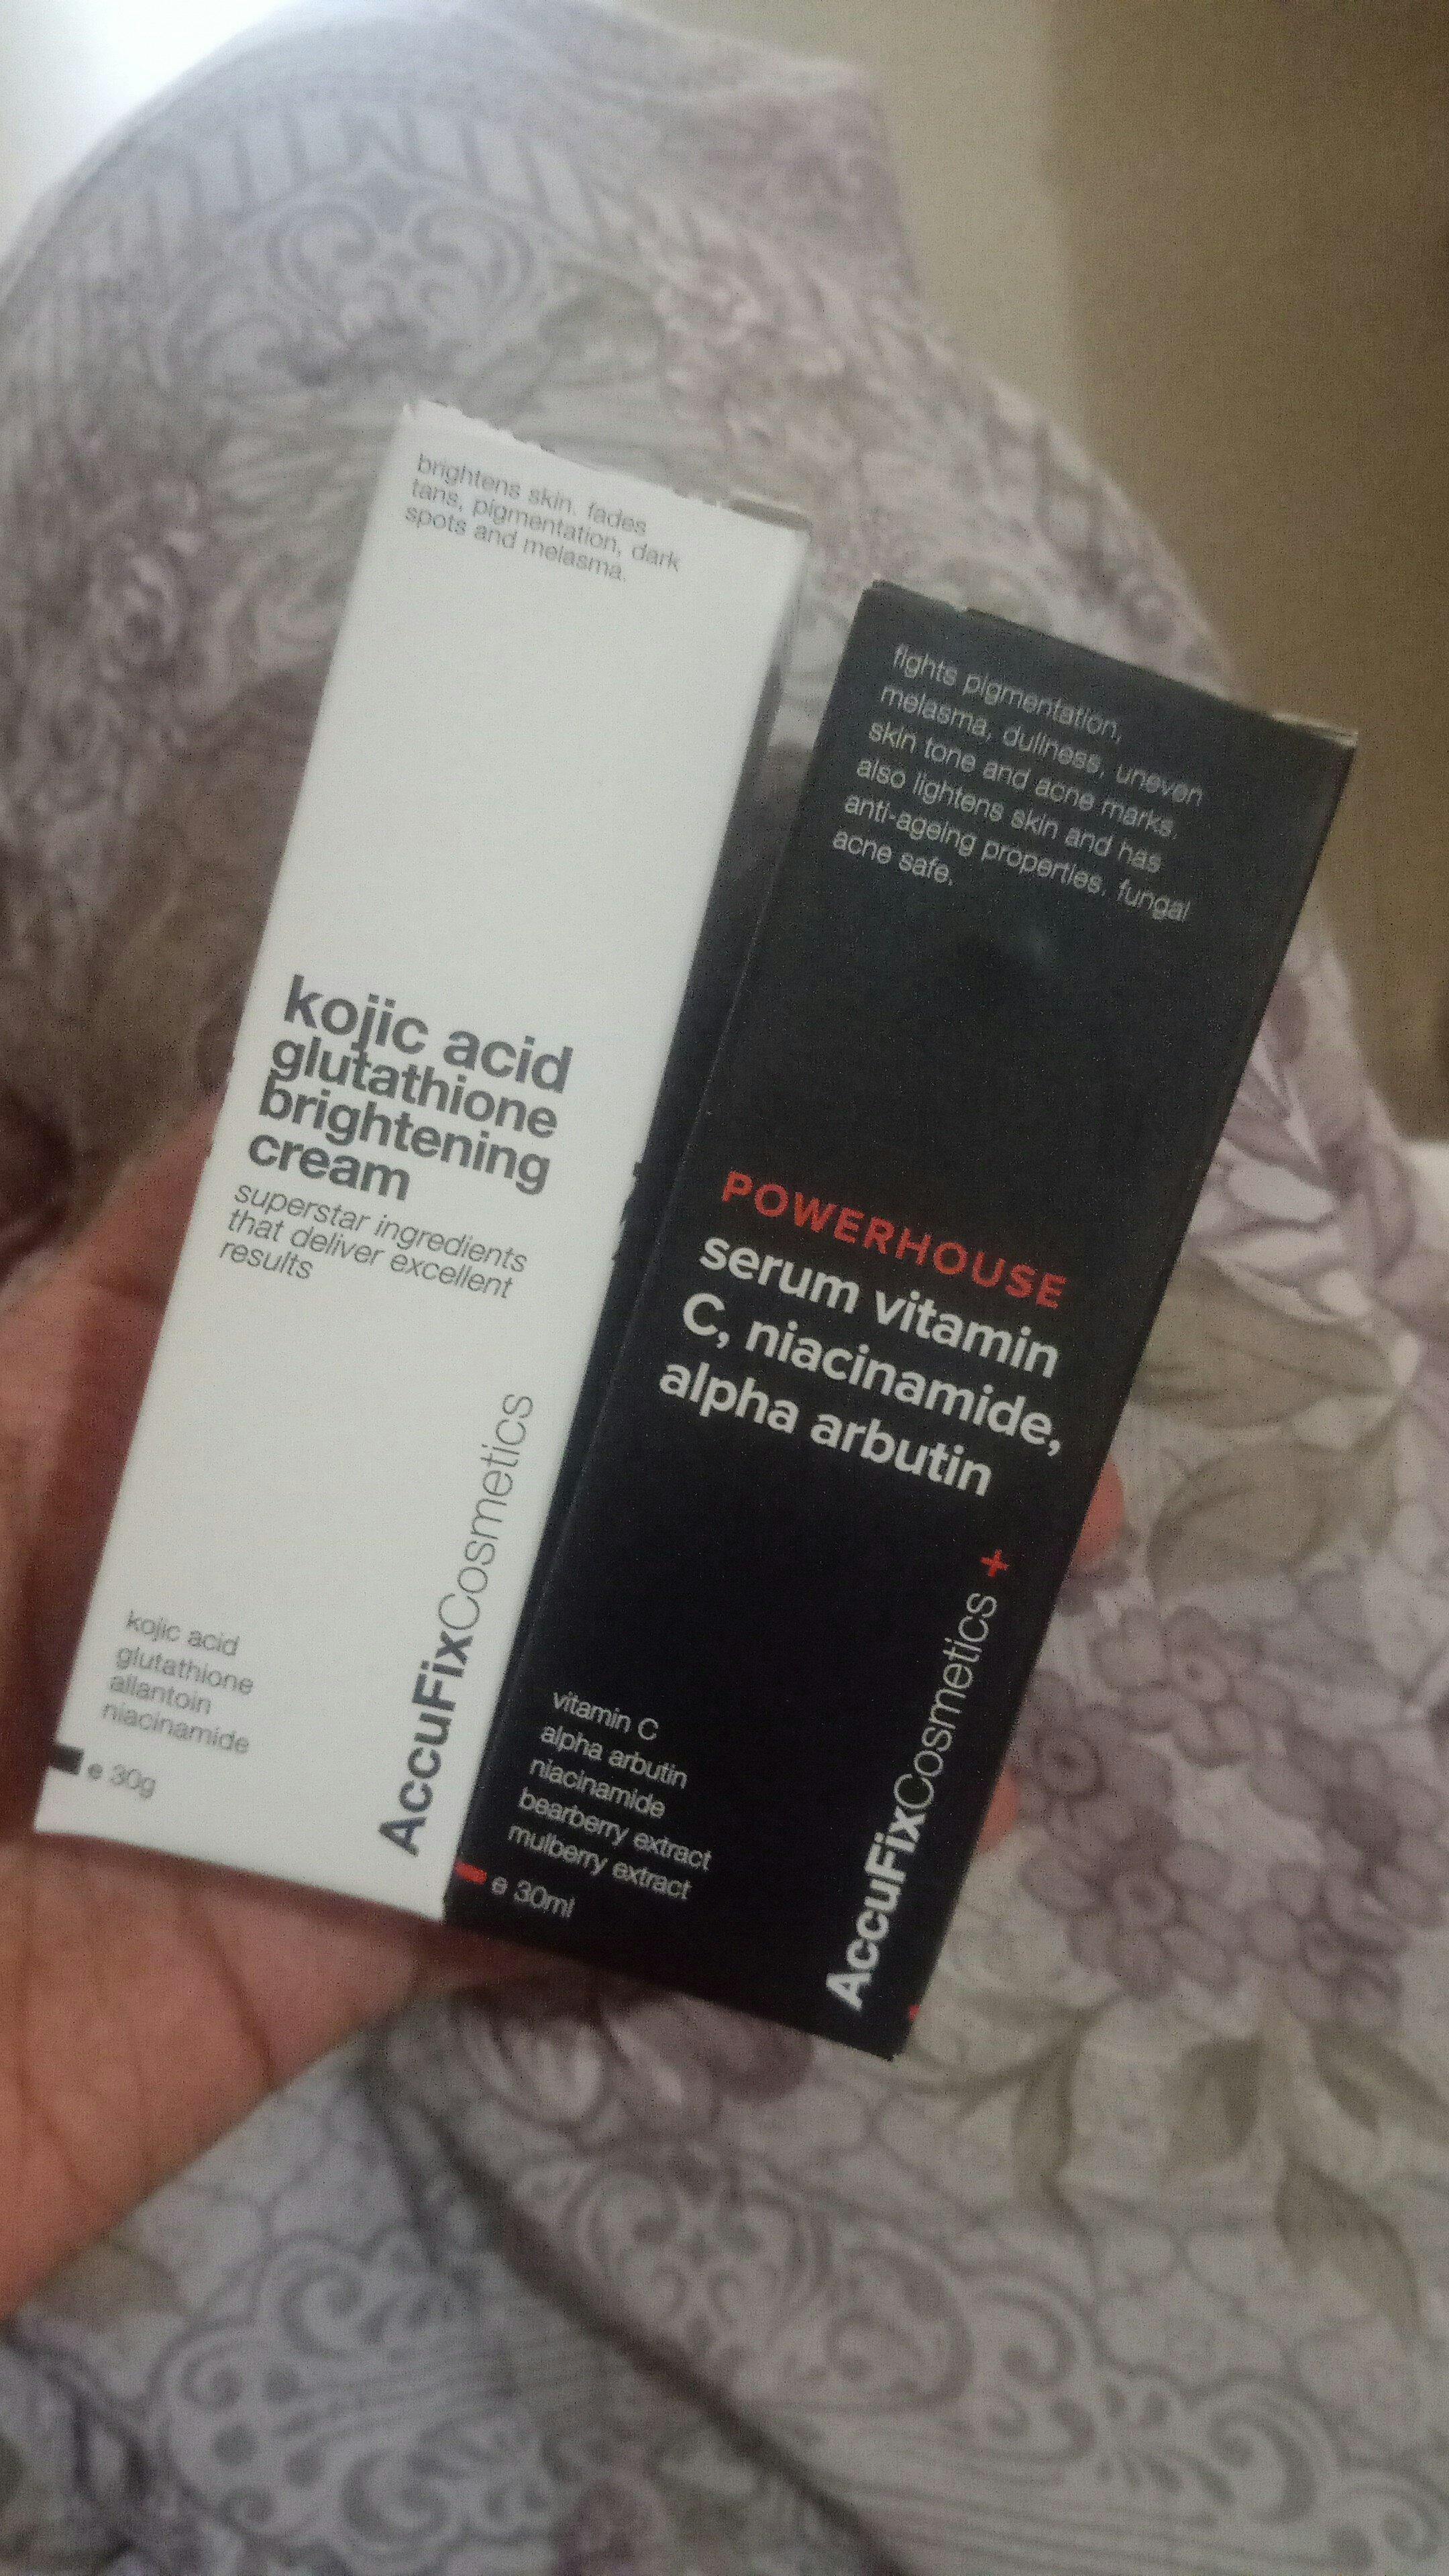 brightens skin. fades
tans, pigmentation, dark
spots and melasma.
kojic acid
glutathione
brightening
cream
superstar ingredients
that deliver excellent
results
AccuFixCosmetics
kojic acid
glutathione
allantoin
niacinamide
e 30g
fights pigmentation,
melasma, dullness, uneven
skin tone and acne marks.
also lightens skin and has
anti-ageing properties. fungal
acne safe.
POWERHOUSE
serum vitamin
C, niacinamide,
alpha arbutin
AccuFixCosmetics +
vitamin C
alpha arbutin
niacinamide
bearberry extract
mulberry extract
e 30ml